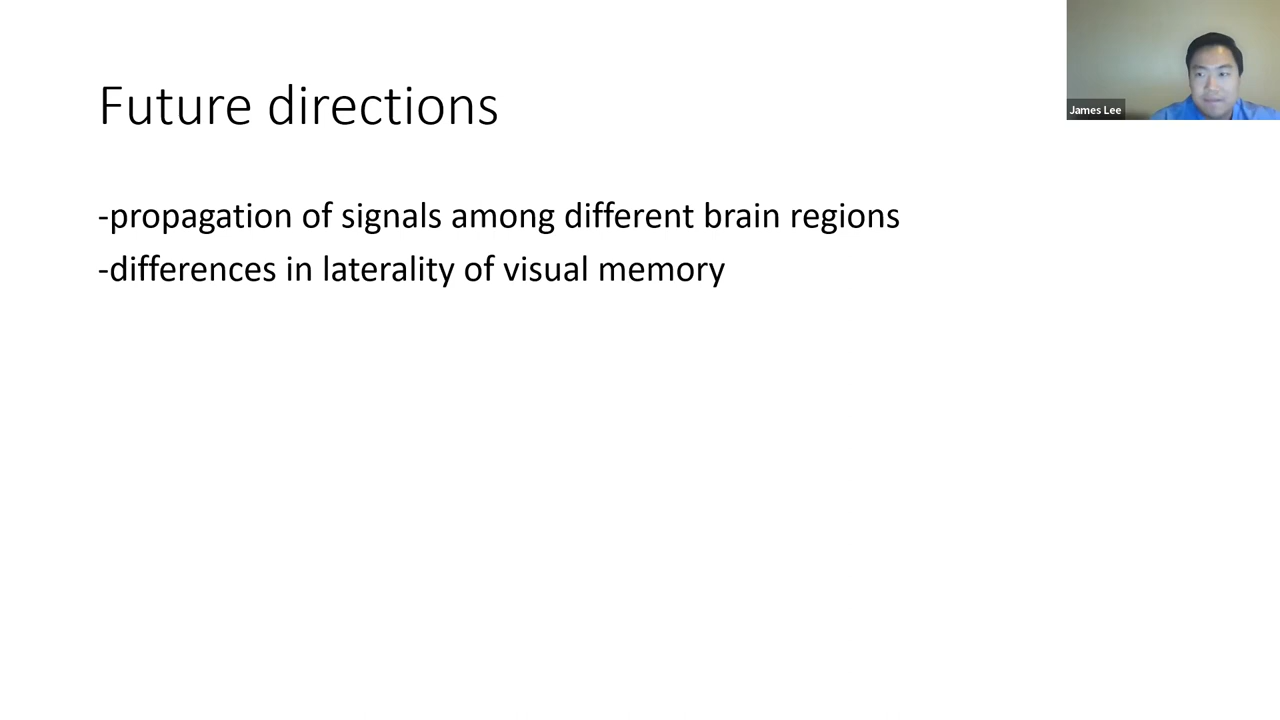 Future directions
James Lee
-propagation of signals among different brain regions
-differences in laterality of visual memory